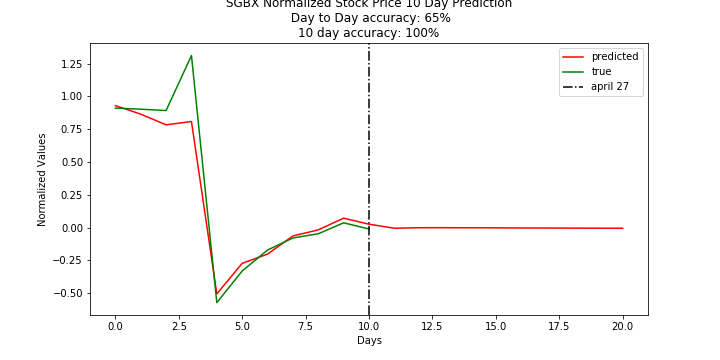 SGBX Normalized Stock Price 10 Day Prediction
Day to Day accuracy: 65%
10 day accuracy: 100%
predicted
true
april 27
Normalized Values
1.25
1.00
0.75
0.50
0.25
0.00
−0.25
−0.50
0.0 2.5 5.0 7.5 10.0 12.5 15.0 17.5 20.0
Days